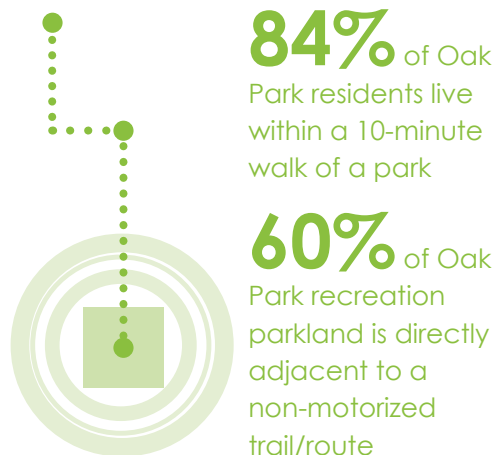 84% of Oak
Park residents live
within a 10-minute
walk of a park
60% of Oak
Park recreation
parkland is directly
adjacent to a
non-motorized
trail/route